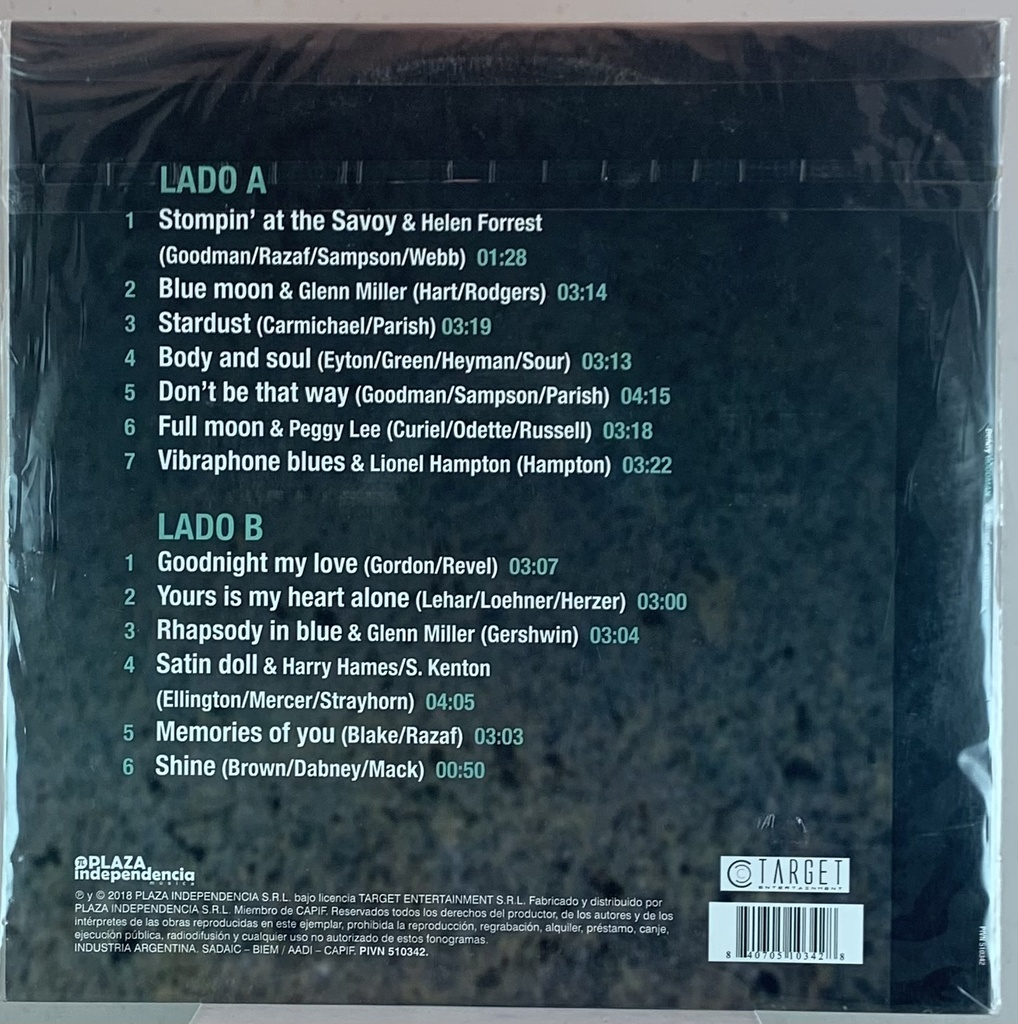 LADO A
1 Stompin’ at the Savoy & Helen Forrest
(Goodman/Razaf/Sampson/Webb) 01:28
2 Blue moon & Glenn Miller (Hart/Rodgers) 03:14
3 Stardust (Carmichael/Parish) 03:19
4 Body and soul (Eyton/Green/Heyman/Sour) 03:13
5 Don’t be that way (Goodman/Sampson/Parish) 04:15
6 Full moon & Peggy Lee (Curiel/Odette/Russell) 03:18
7 Vibraphone blues & Lionel Hampton (Hampton) 03:22
LADO B
1 Goodnight my love (Gordon/Revel) 03:07
2 Yours is my heart alone (Lehar/Loehner/Herzer) 03:00
3 Rhapsody in blue & Glenn Miller (Gershwin) 03:04
4 Satin doll & Harry Hames/S. Kenton
(Ellington/Mercer/Strayhorn) 04:05
5 Memories of you (Blake/Razaf) 03:03
6 Shine (Brown/Dabney/Mack) 00:50
PLAZA
independencia
musica
℗ y © 2018 PLAZA INDEPENDENCIA S.R.L. bajo licencia TARGET ENTERTAINMENT S.R.L. Fabricado y distribuido por
PLAZA INDEPENDENCIA S.R.L. Miembro de CAPIF. Reservados todos los derechos del productor, de los autores y de los
intérpretes de las obras reproducidas en este ejemplar, prohibida la reproducción, regrabación, alquiler, préstamo, canje,
ejecución pública, radiodifusión y cualquier uso no autorizado de estos fonogramas.
INDUSTRIA ARGENTINA. SADAIC – BIEM / AADI – CAPIF. PIVN 510342.
TARGET
ENTERTAINMENT
8 40705 10342 8
PIVN 510342